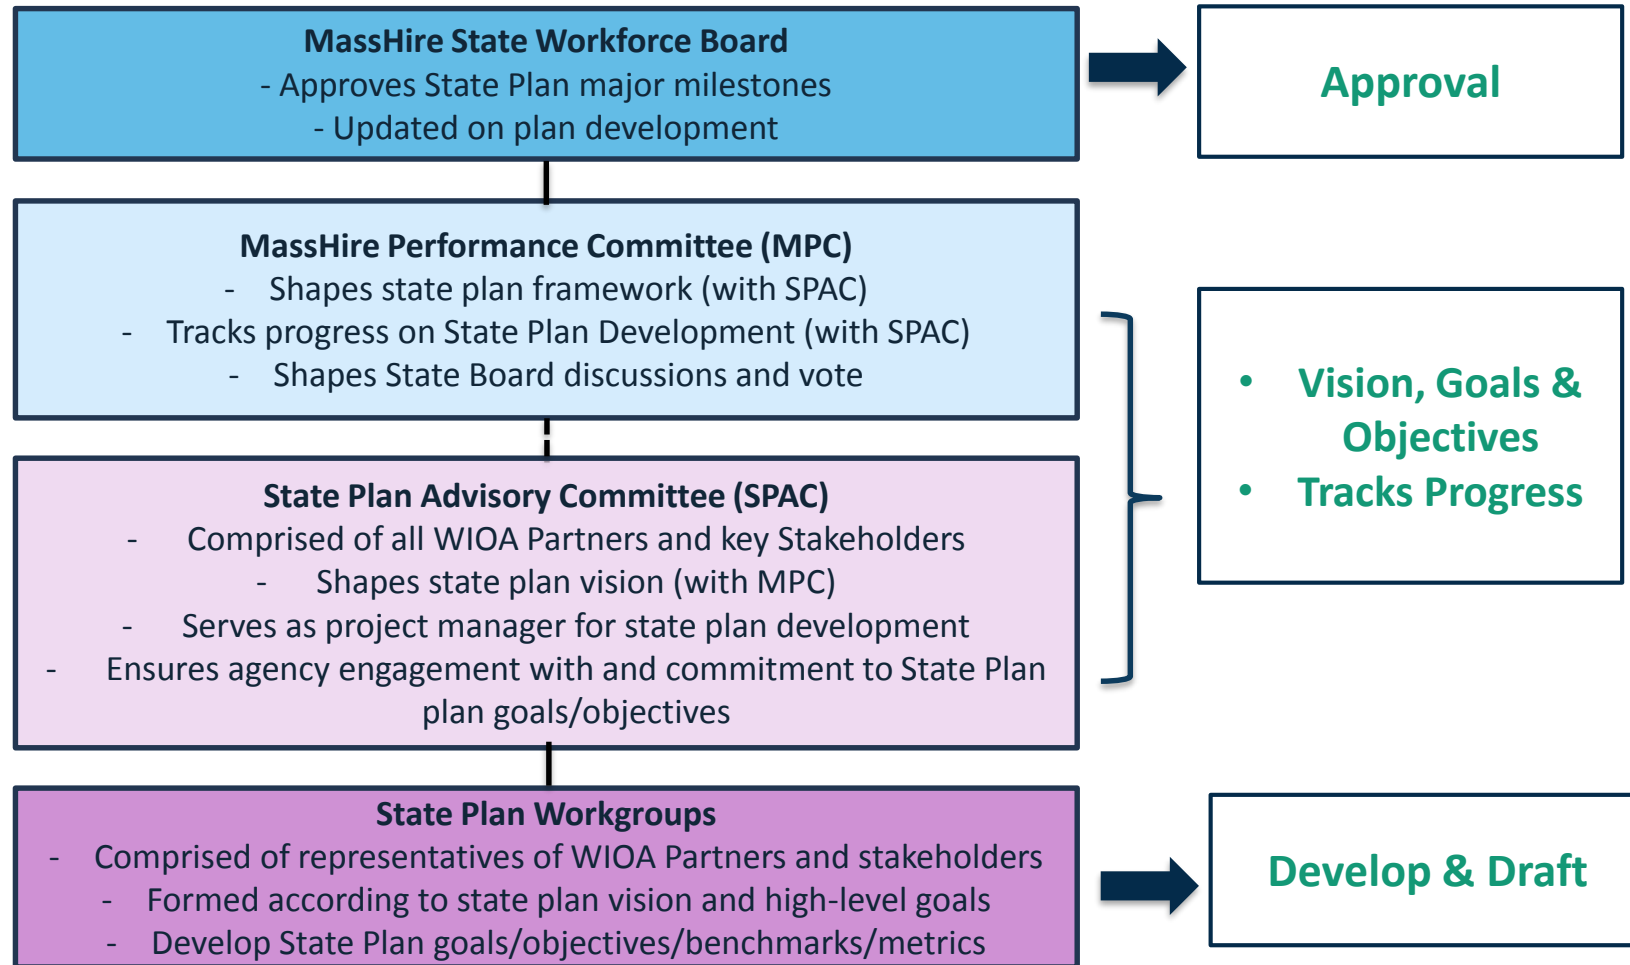 MassHire State Workforce Board
- Approves State Plan major milestones
- Updated on plan development
Approval
MassHire Performance Committee (MPC)
- Shapes state plan framework (with SPAC)
- Tracks progress on State Plan Development (with SPAC)
- Shapes State Board discussions and vote
State Plan Advisory Committee (SPAC)
- Comprised of all WIOA Partners and key Stakeholders
- Shapes state plan vision (with MPC)
- Serves as project manager for state plan development
- Ensures agency engagement with and commitment to State Plan
plan goals/objectives
• Vision, Goals &
Objectives
• Tracks Progress
State Plan Workgroups
- Comprised of representatives of WIOA Partners and stakeholders
- Formed according to state plan vision and high-level goals
- Develop State Plan goals/objectives/benchmarks/metrics
Develop & Draft